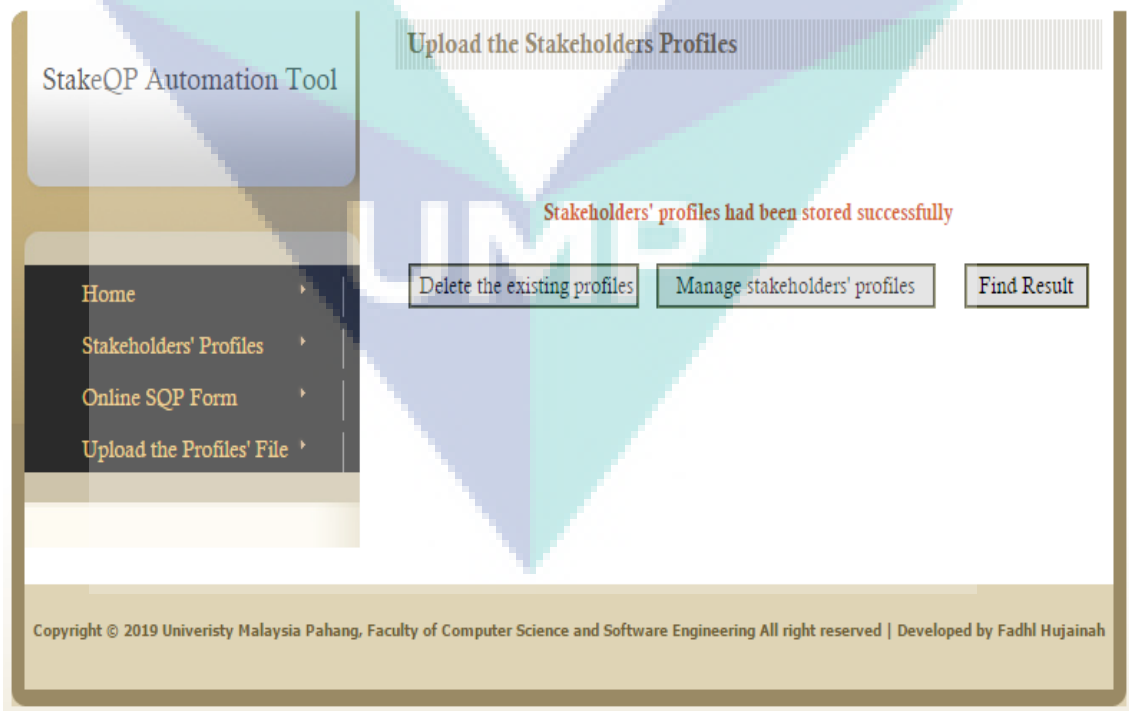 Upload the Stakeholders Profiles
StakeQP Automation Tool
Stakeholders' profiles had been stored successfully
UMP
Delete the existing profiles
Manage stakeholders' profiles
Find Result
Home
Stakeholders' Profiles
Online SQP Form
Upload the Profiles' File
Copyright © 2019 Univeristy Malaysia Pahang, Faculty of Computer Science and Software Engineering All right reserved | Developed by Fadhl Hujainah